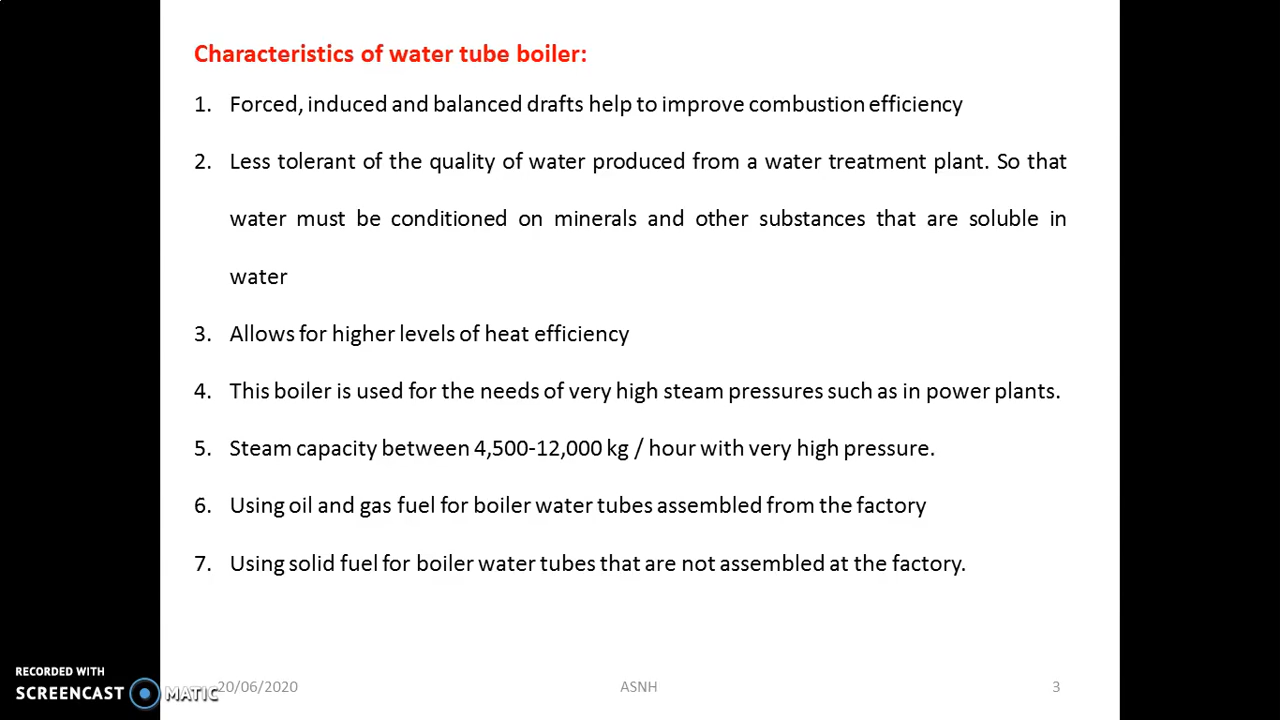 Characteristics of water tube boiler:
1. Forced, induced and balanced drafts help to improve combustion efficiency
2. Less tolerant of the quality of water produced from a water treatment plant. So that
water must be conditioned on minerals and other substances that are soluble in
water
3. Allows for higher levels of heat efficiency
4. This boiler is used for the needs of very high steam pressures such as in power plants.
5. Steam capacity between 4,500-12,000 kg / hour with very high pressure.
6. Using oil and gas fuel for boiler water tubes assembled from the factory
7. Using solid fuel for boiler water tubes that are not assembled at the factory.
RECORDED WITH
SCREENCAST MATIC
20/06/2020 ASNH 3